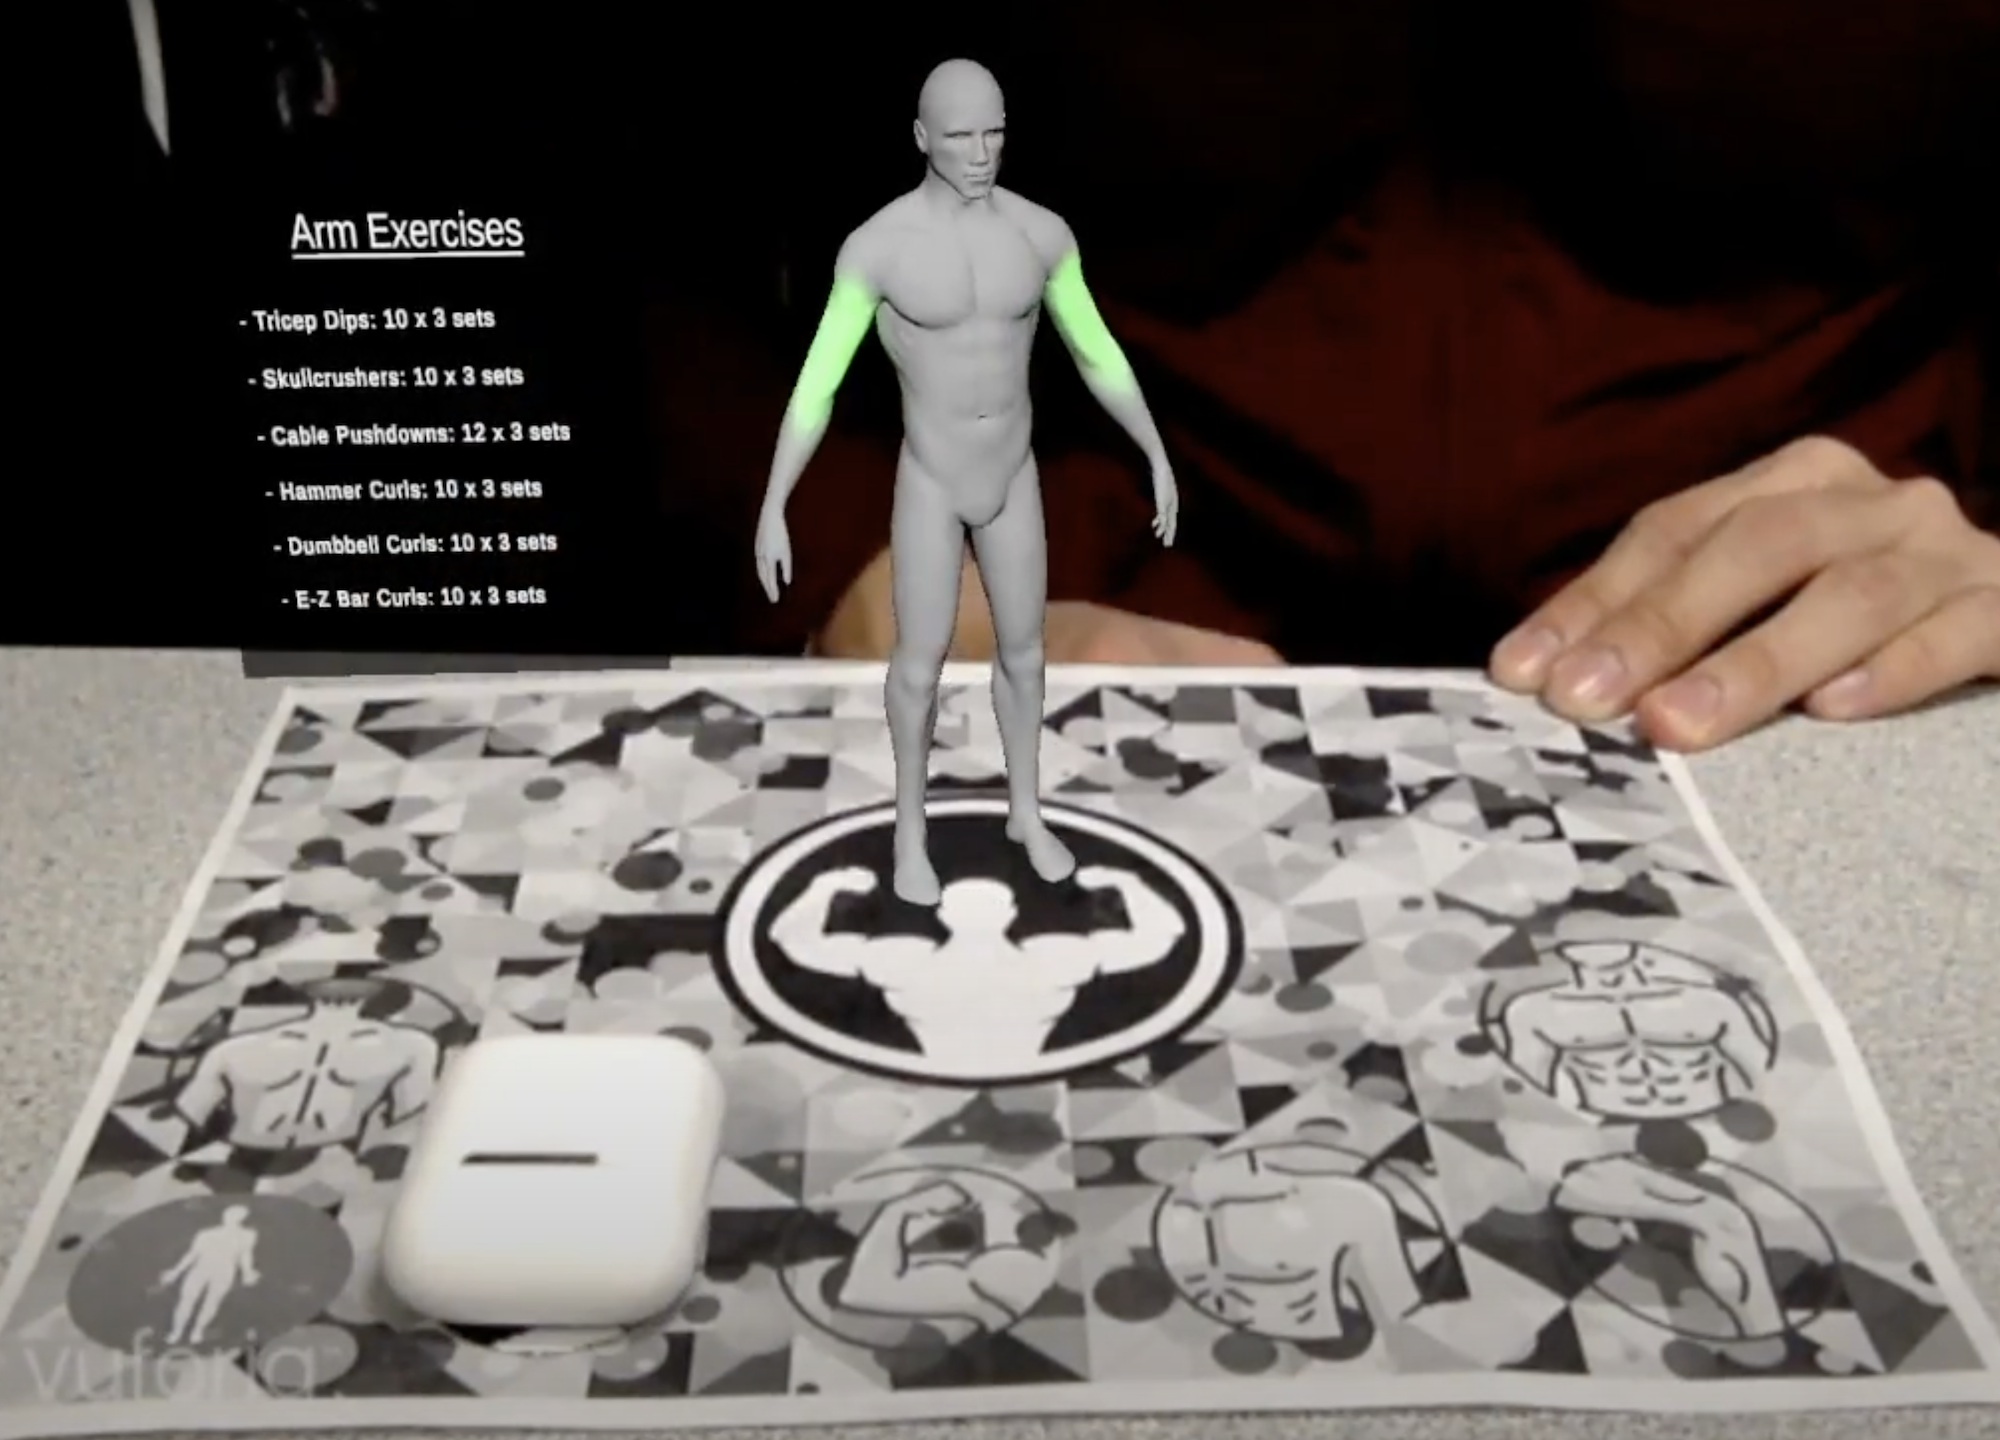 Arm Exercises
- Tricep Dips: 10 x 3 sets
- Skullcrushers: 10 x 3 sets
- Cable Pushdowns: 12 x 3 sets
- Hammer Curls: 10 x 3 sets
- Dumbbell Curls: 10 x 3 sets
- E-Z Bar Curls: 10 x 3 sets
vuforia™